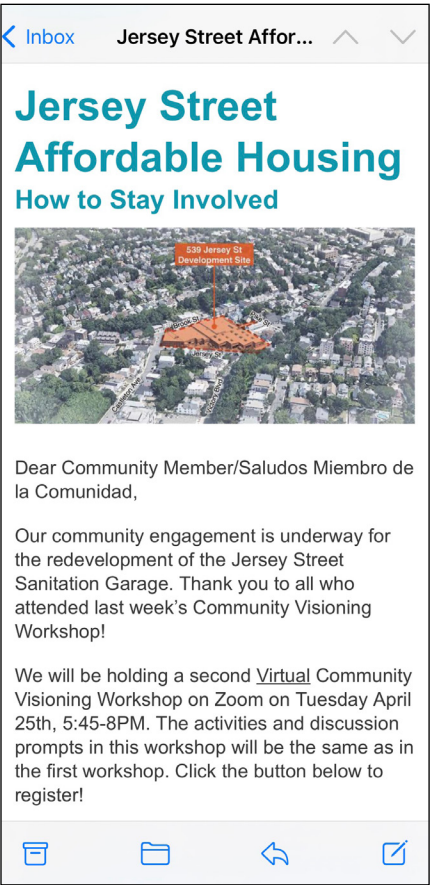 Inbox
Jersey Street Affor...
Jersey Street
Affordable Housing
How to Stay Involved
539 Jersey St
Development Site
Brook St
Jersey St
Victory Blvd
Dear Community Member/Saludos Miembro de
la Comunidad,
Our community engagement is underway for
the redevelopment of the Jersey Street
Sanitation Garage. Thank you to all who
attended last week’s Community Visioning
Workshop!
We will be holding a second Virtual Community
Visioning Workshop on Zoom on Tuesday April
25th, 5:45-8PM. The activities and discussion
prompts in this workshop will be the same as in
the first workshop. Click the button below to
register!